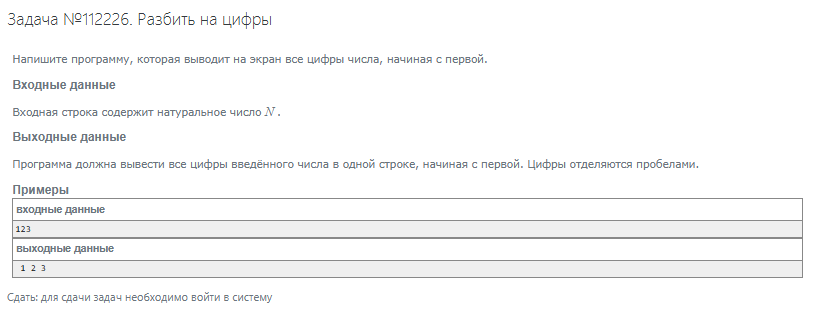 Задача №112226. Разбить на цифры
Напишите программу, которая выводит на экран все цифры числа, начиная с первой.
Входные данные
Входная строка содержит натуральное число N .
Выходные данные
Программа должна вывести все цифры введённого числа в одной строке, начиная с первой. Цифры отделяются пробелами.
Примеры
входные данные
123
выходные данные
1 2 3
Сдать: для сдачи задач необходимо войти в систему